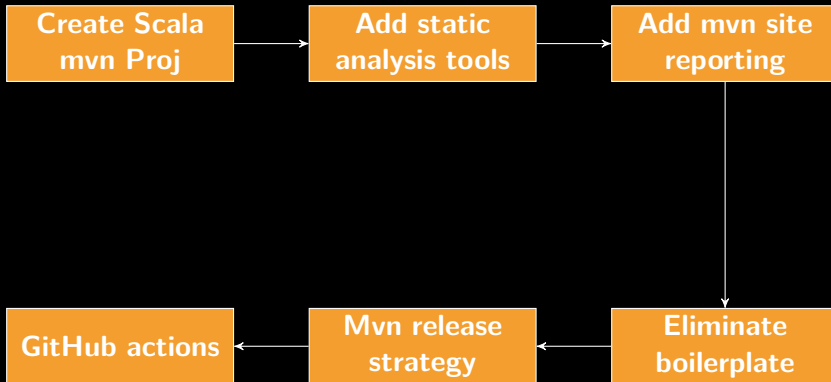 Create Scala
mvn Proj
Add static
analysis tools
Add mvn site
reporting
Eliminate
boilerplate
Mvn release
strategy
GitHub actions